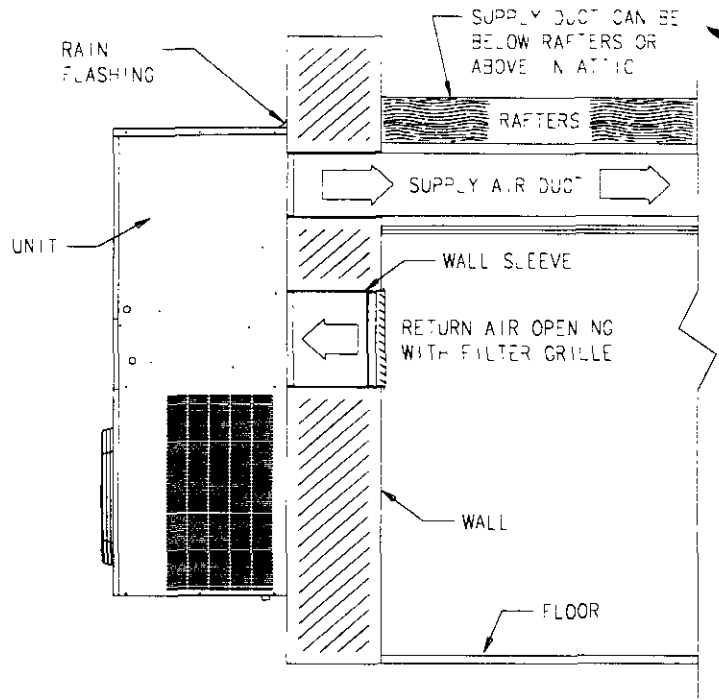 SUPPLY DUCT CAN BE
BELOW RAFTERS OR
ABOVE IN ATTIC
RAIN
FLASHING
RAFTERS
SUPPLY AIR DUCT
UNIT
WALL SLEEVE
RETURN AIR OPENING
WITH FILTER GRILLE
WALL
FLOOR